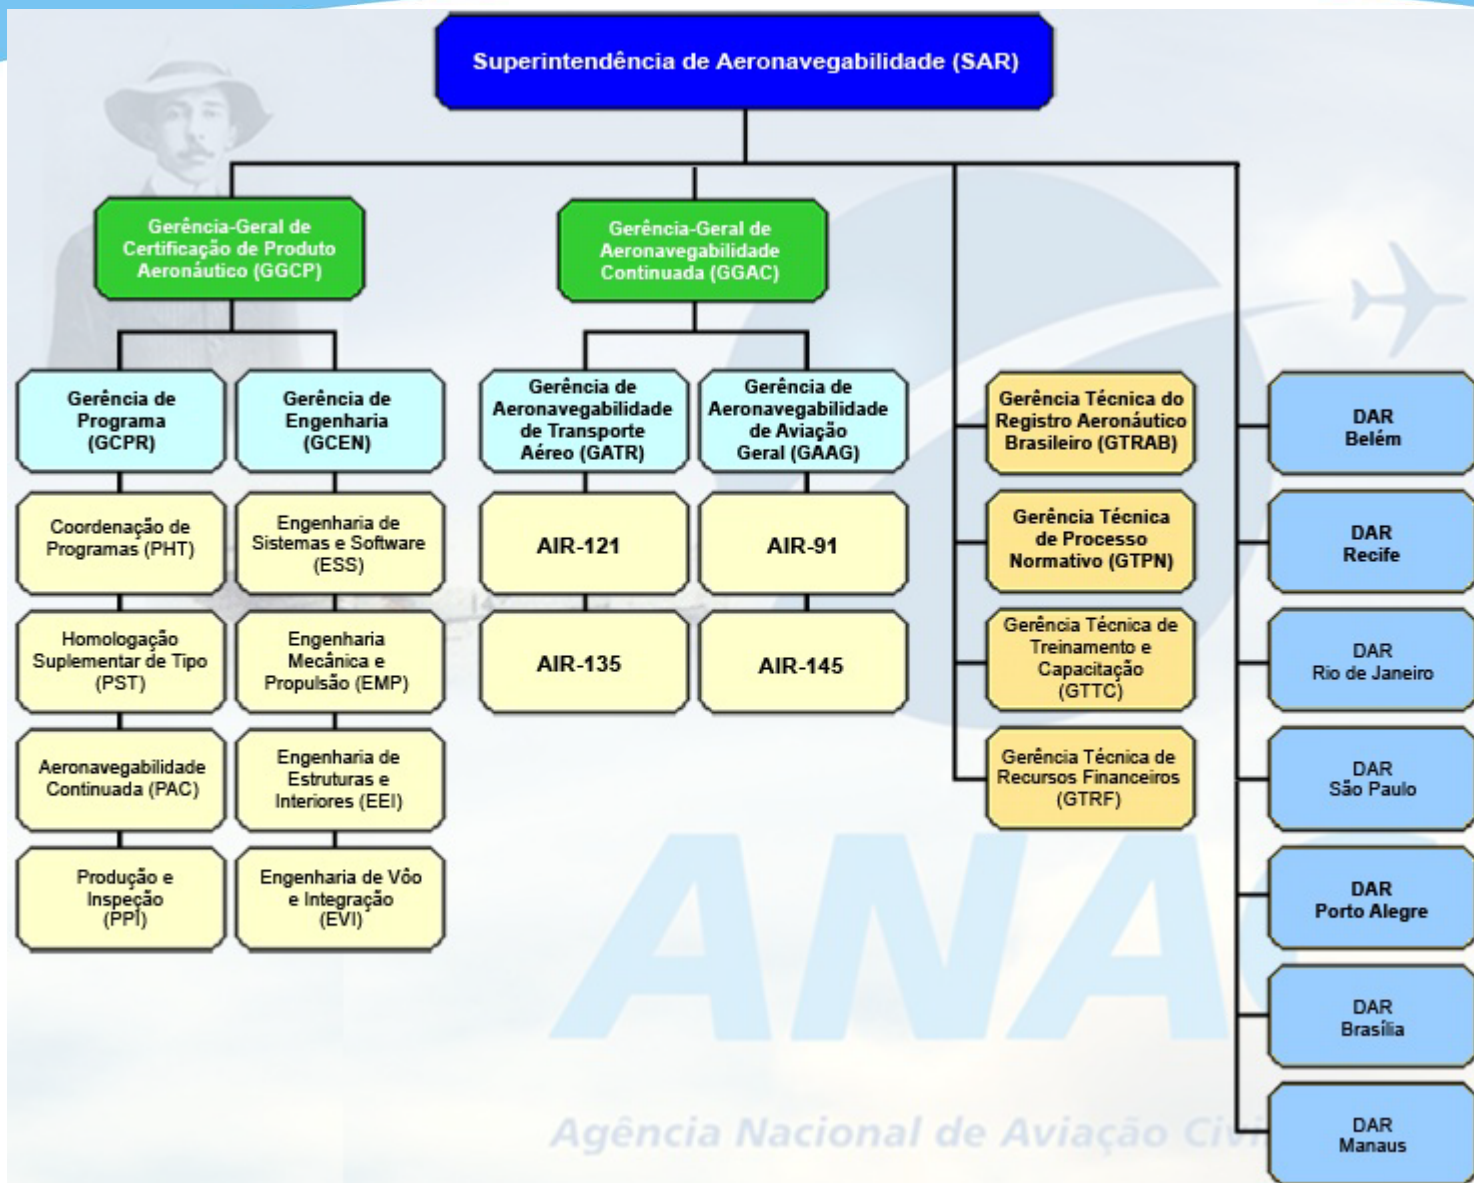 Superintendência de Aeronavegabilidade (SAR)
Gerência-Geral de
Certificação de Produto
Aeronáutico (GGCP)
Gerência-Geral de
Aeronavegabilidade
Continuada (GGAC)
Gerência de
Programa
(GCPR)
Gerência de
Engenharia
(GCEN)
Gerência de
Aeronavegabilidade
de Transporte
Aéreo (GATR)
Gerência de
Aeronavegabilidade
de Aviação
Geral (GAAG)
Gerência Técnica do
Registro Aeronáutico
Brasileiro (GTRAB)
DAR
Belém
Coordenação de
Programas (PHT)
Engenharia de
Sistemas e Software
(ESS)
AIR-121
AIR-91
Gerência Técnica
de Processo
Normativo (GTPN)
DAR
Recife
Homologação
Suplementar de Tipo
(PST)
Engenharia
Mecânica e
Propulsão (EMP)
AIR-135
AIR-145
Gerência Técnica de
Treinamento e
Capacitação
(GTTC)
DAR
Rio de Janeiro
Aeronavegabilidade
Continuada (PAC)
Engenharia de
Estruturas e
Interiores (EEI)
Gerência Técnica de
Recursos Financeiros
(GTRF)
DAR
São Paulo
Produção e
Inspeção
(PPI)
Engenharia de Vôo
e Integração
(EVI)
DAR
Porto Alegre
DAR
Brasília
DAR
Manaus
ANAC
Agência Nacional de Aviação Civi